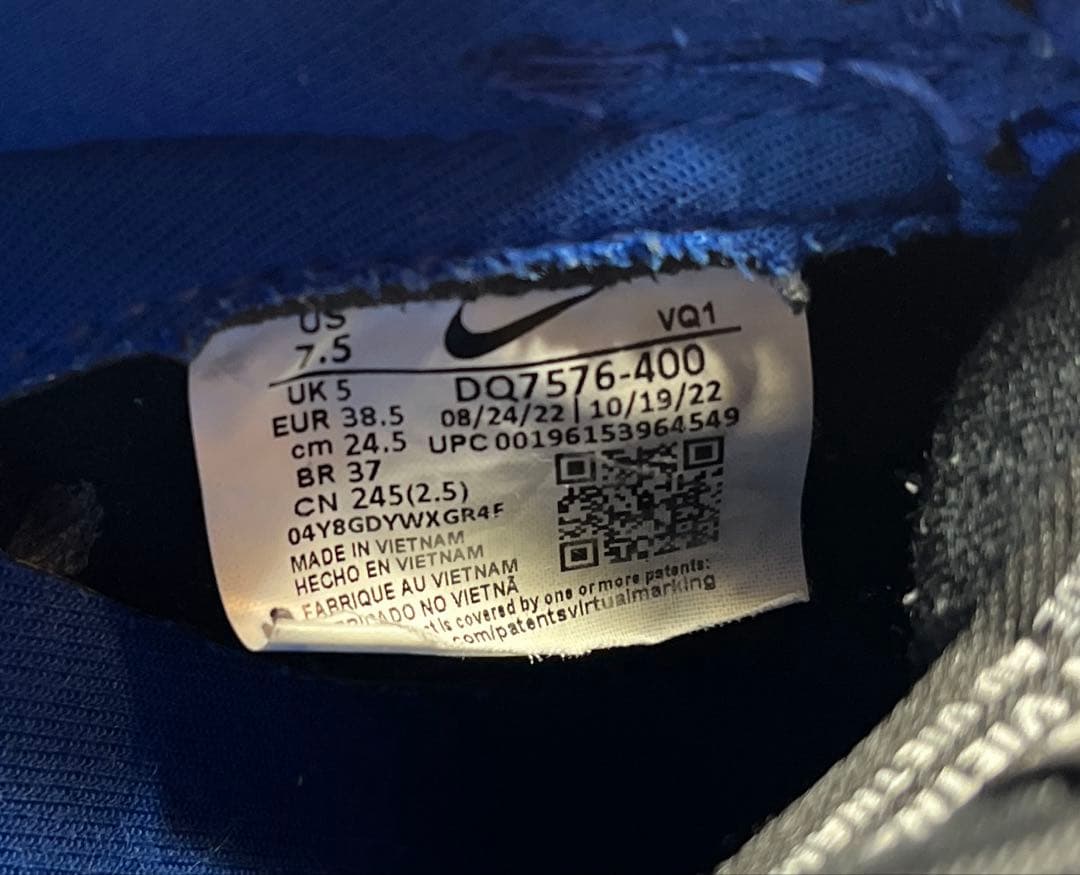 US
7.5
VQ1
UK 5
DQ7576-400
EUR 38.5
08/24/22 | 10/19/22
cm 24.5
UPC 00196153964549
BR 37
CN 245(2.5)
04Y8GDYWXGR4F
MADE IN VIETNAM
HECHO EN VIETNAM
FABRIQUE AU VIETNAM
NO VIETNÃ
is covered by one or more patents:
com/patentsvirtualmarking